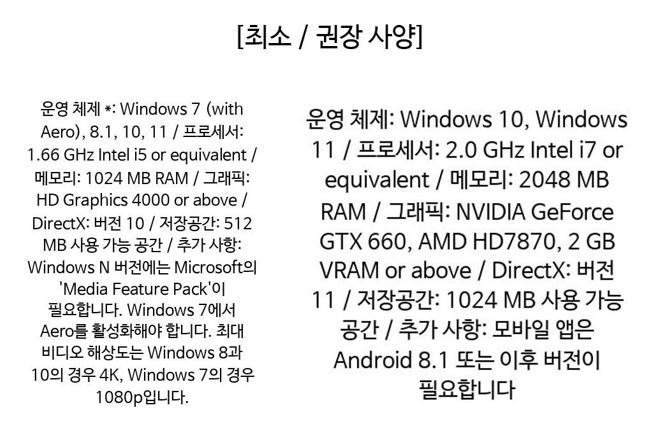 [최소 / 권장 사양]
운영 체제 *: Windows 7 (with
Aero), 8.1, 10, 11 / 프로세서:
1.66 GHz Intel i5 or equivalent /
메모리: 1024 MB RAM / 그래픽:
HD Graphics 4000 or above /
DirectX: 버전 10 / 저장공간: 512
MB 사용 가능 공간 / 추가 사항:
Windows N 버전에는 Microsoft의
'Media Feature Pack'이
필요합니다. Windows 7에서
Aero를 활성화해야 합니다. 최대
비디오 해상도는 Windows 8과
10의 경우 4K, Windows 7의 경우
1080p입니다.
운영 체제: Windows 10, Windows
11 / 프로세서: 2.0 GHz Intel i7 or
equivalent / 메모리: 2048 MB
RAM / 그래픽: NVIDIA GeForce
GTX 660, AMD HD7870, 2 GB
VRAM or above / DirectX: 버전
11 / 저장공간: 1024 MB 사용 가능
공간 / 추가 사항: 모바일 앱은
Android 8.1 또는 이후 버전이
필요합니다